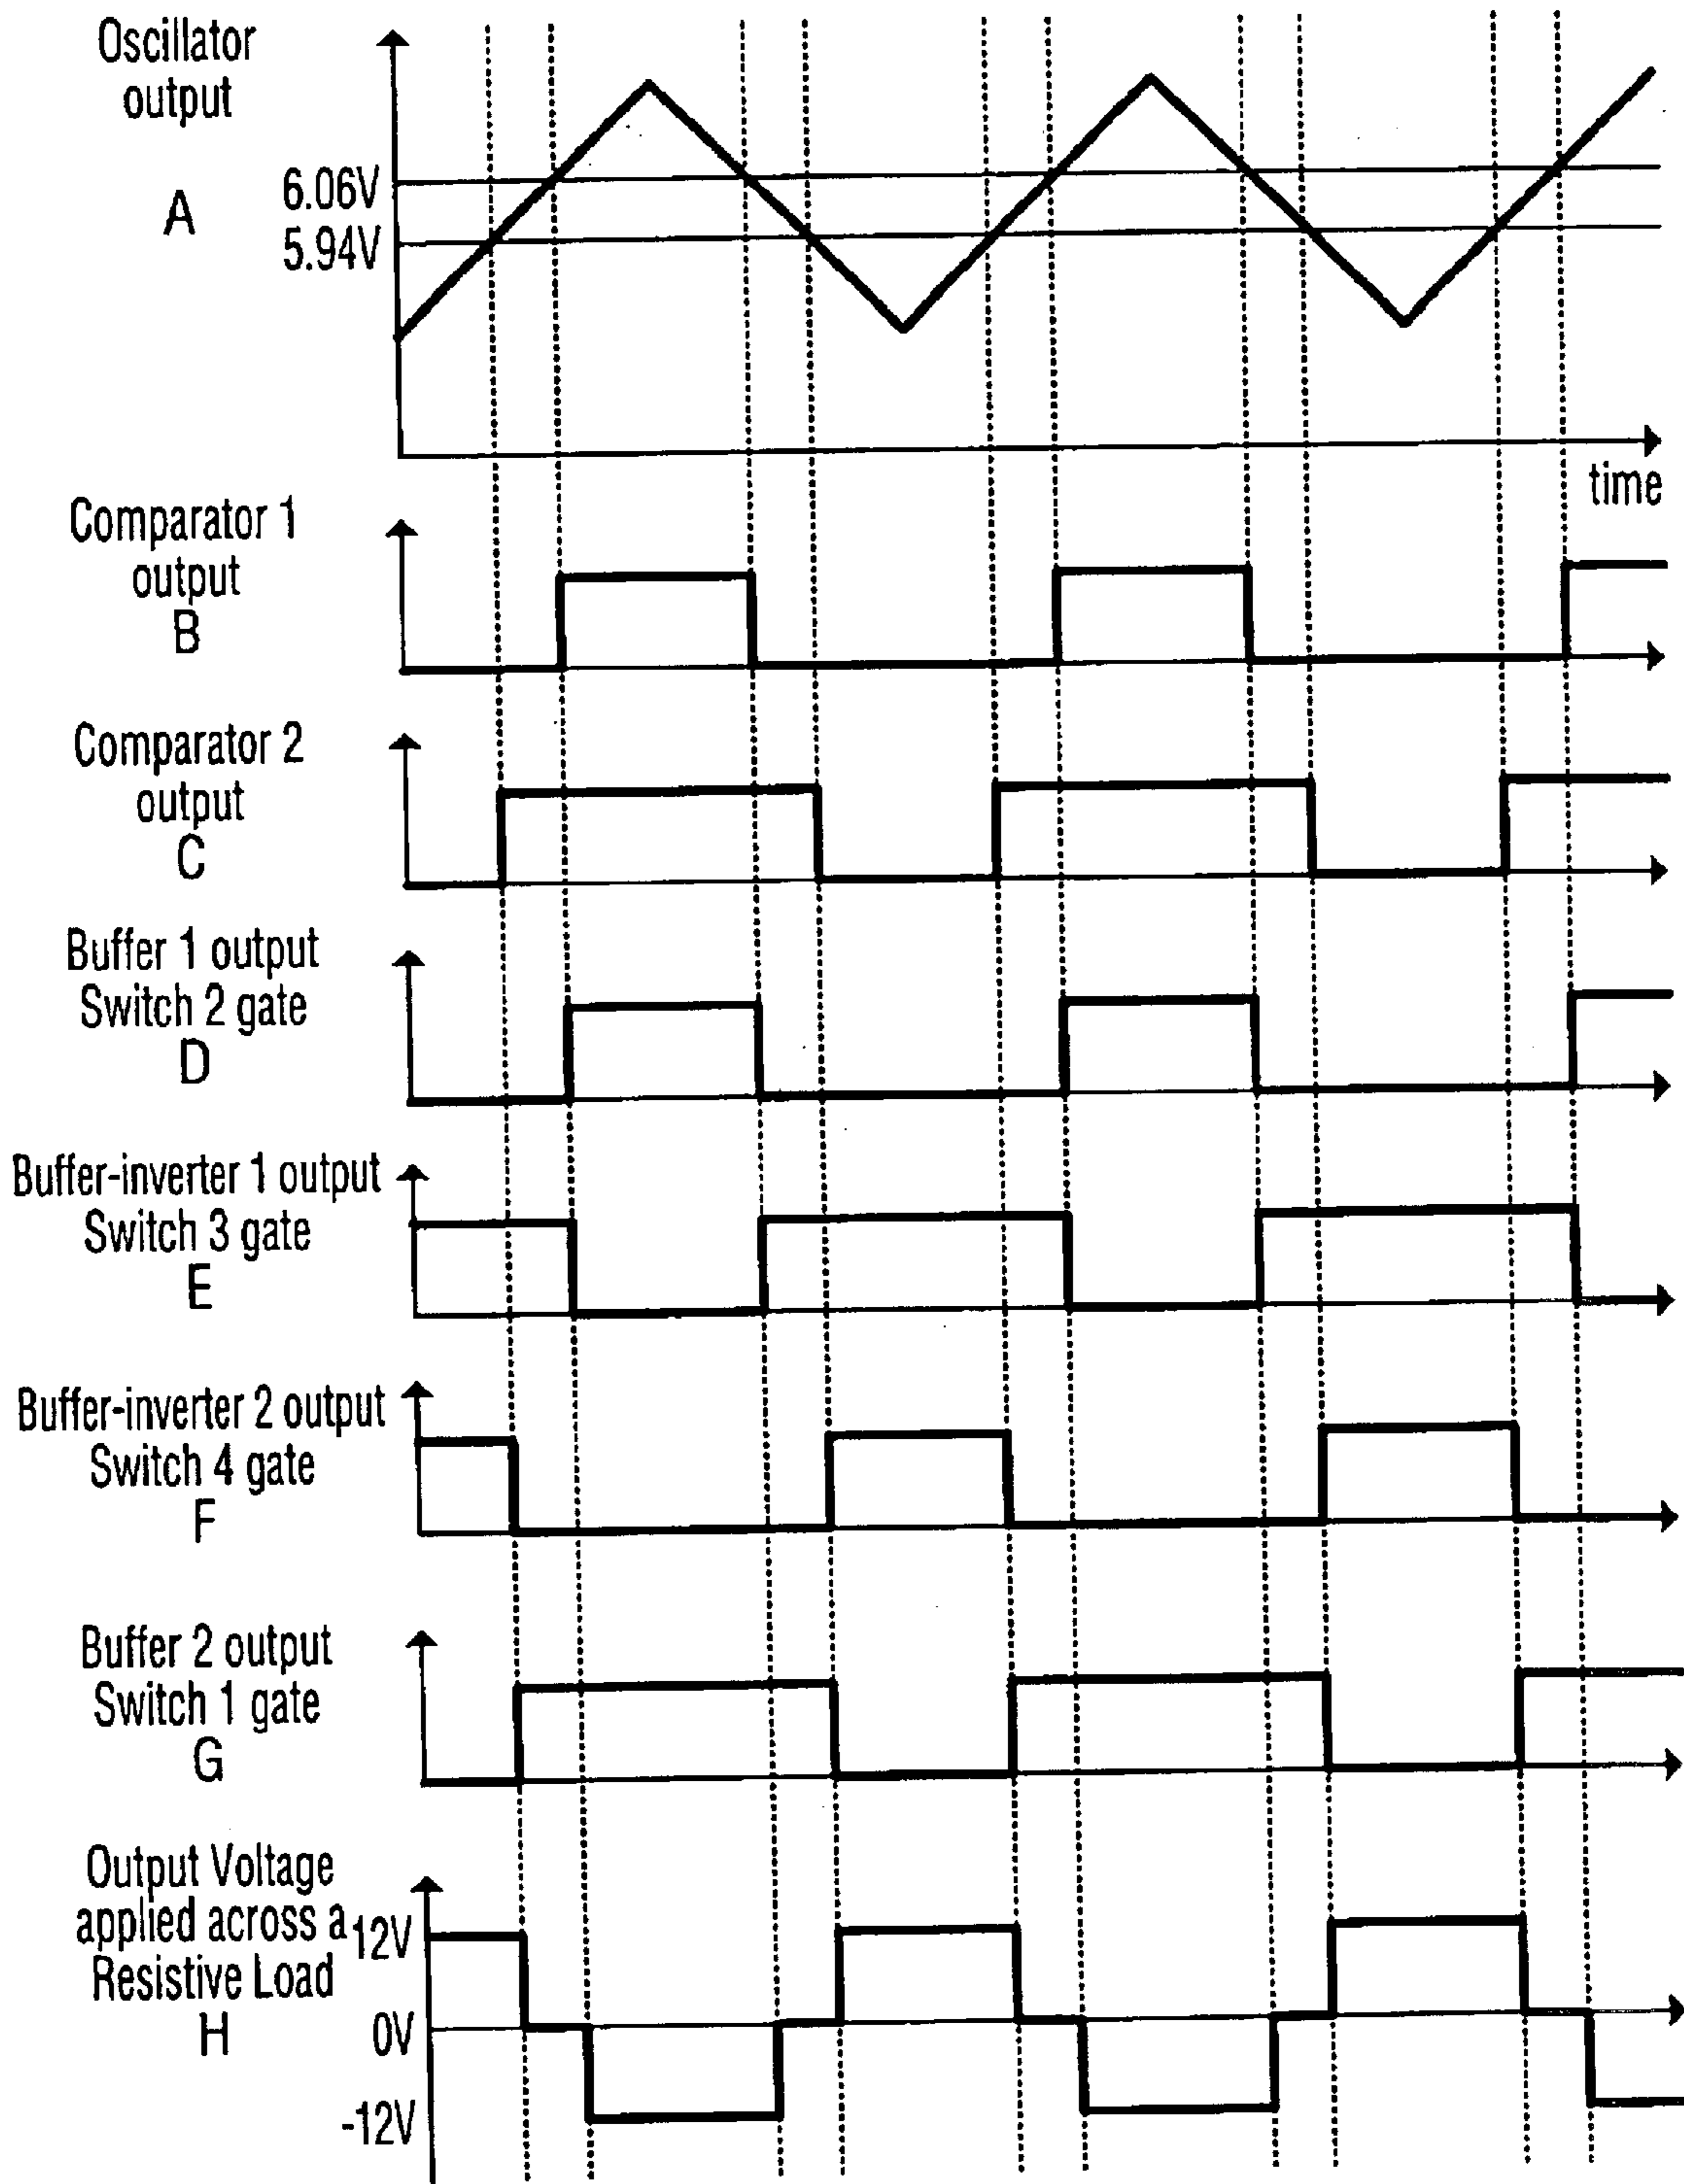 Oscillator
output
A
6.06V
5.94V
time
Comparator 1
output
B
Comparator 2
output
C
Buffer 1 output
Switch 2 gate
D
Buffer-inverter 1 output
Switch 3 gate
E
Buffer-inverter 2 output
Switch 4 gate
F
Buffer 2 output
Switch 1 gate
G
Output Voltage
applied across a
Resistive Load
H
12V
0V
-12V